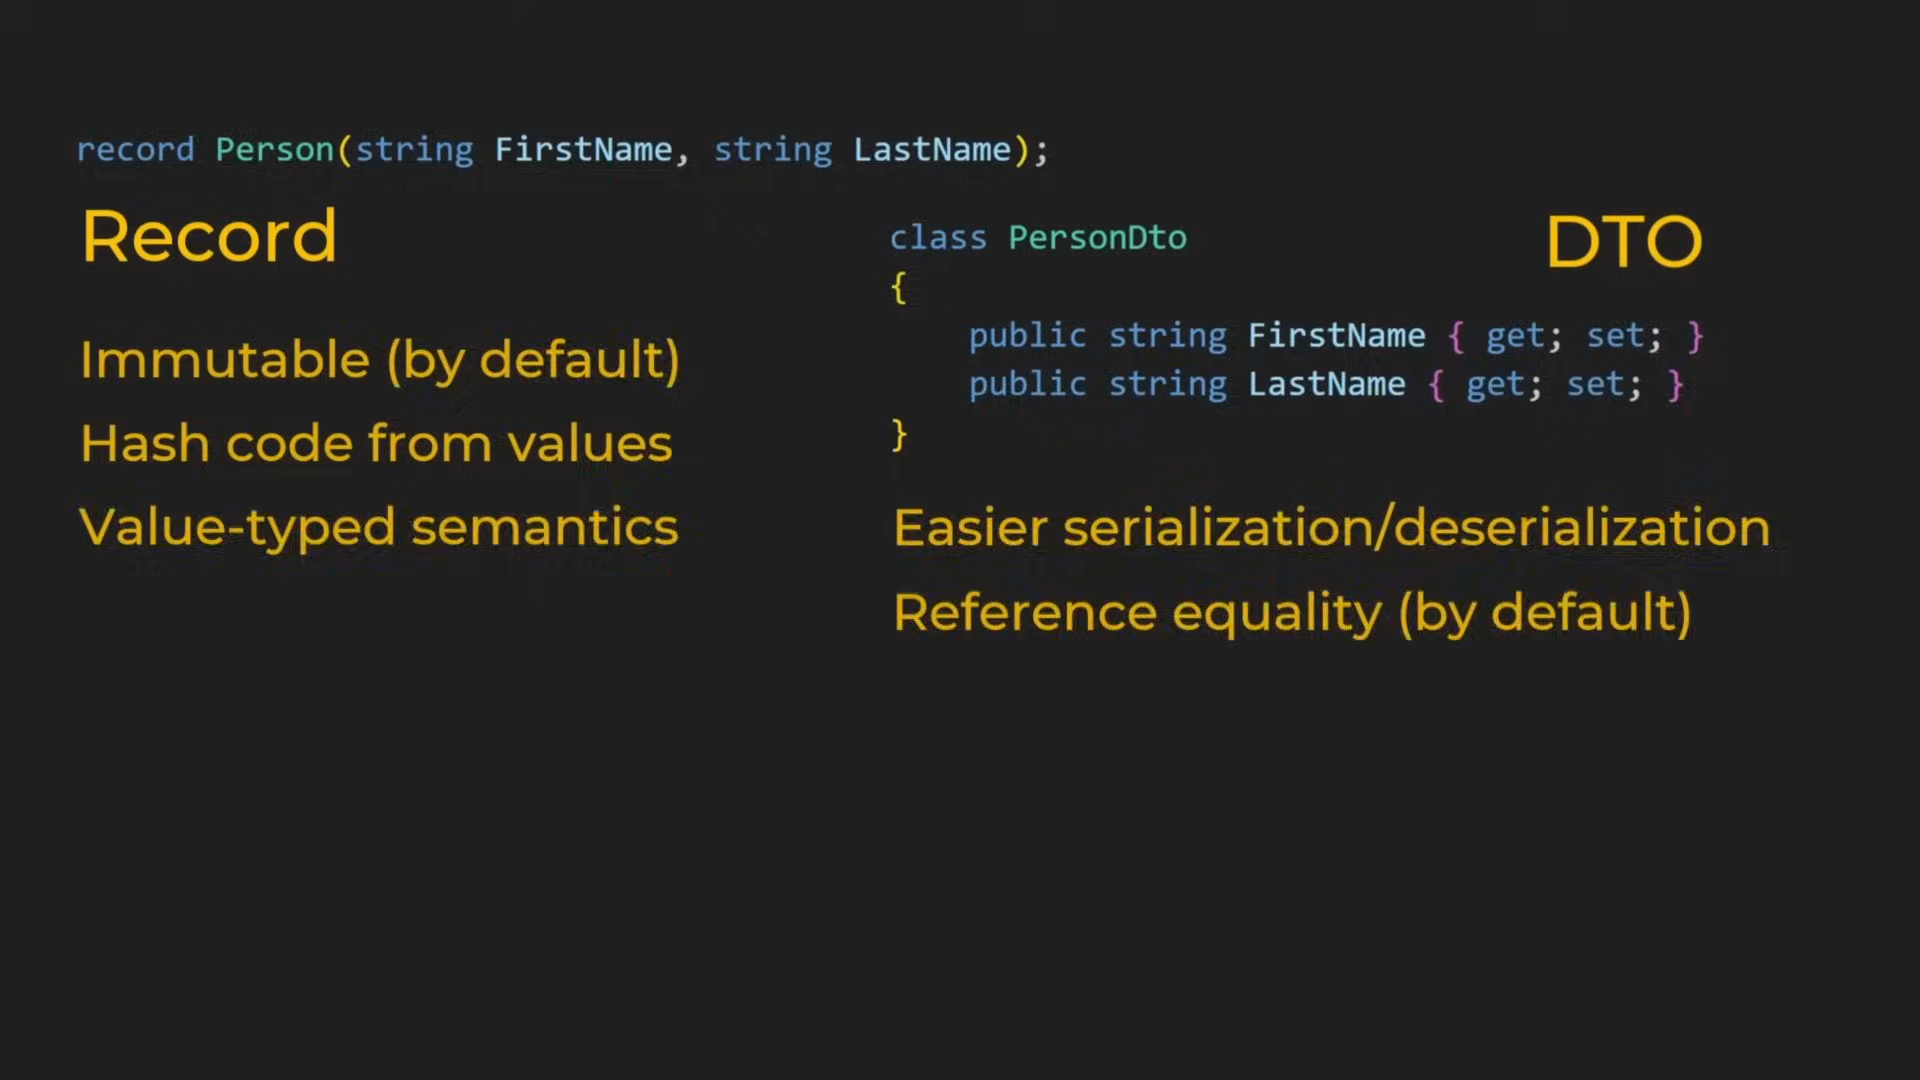 record Person(string FirstName, string LastName);
Record
Immutable (by default)
Hash code from values
Value-typed semantics
DTO
class PersonDto
{
    public string FirstName { get; set; }
    public string LastName { get; set; }
}
Easier serialization/deserialization
Reference equality (by default)